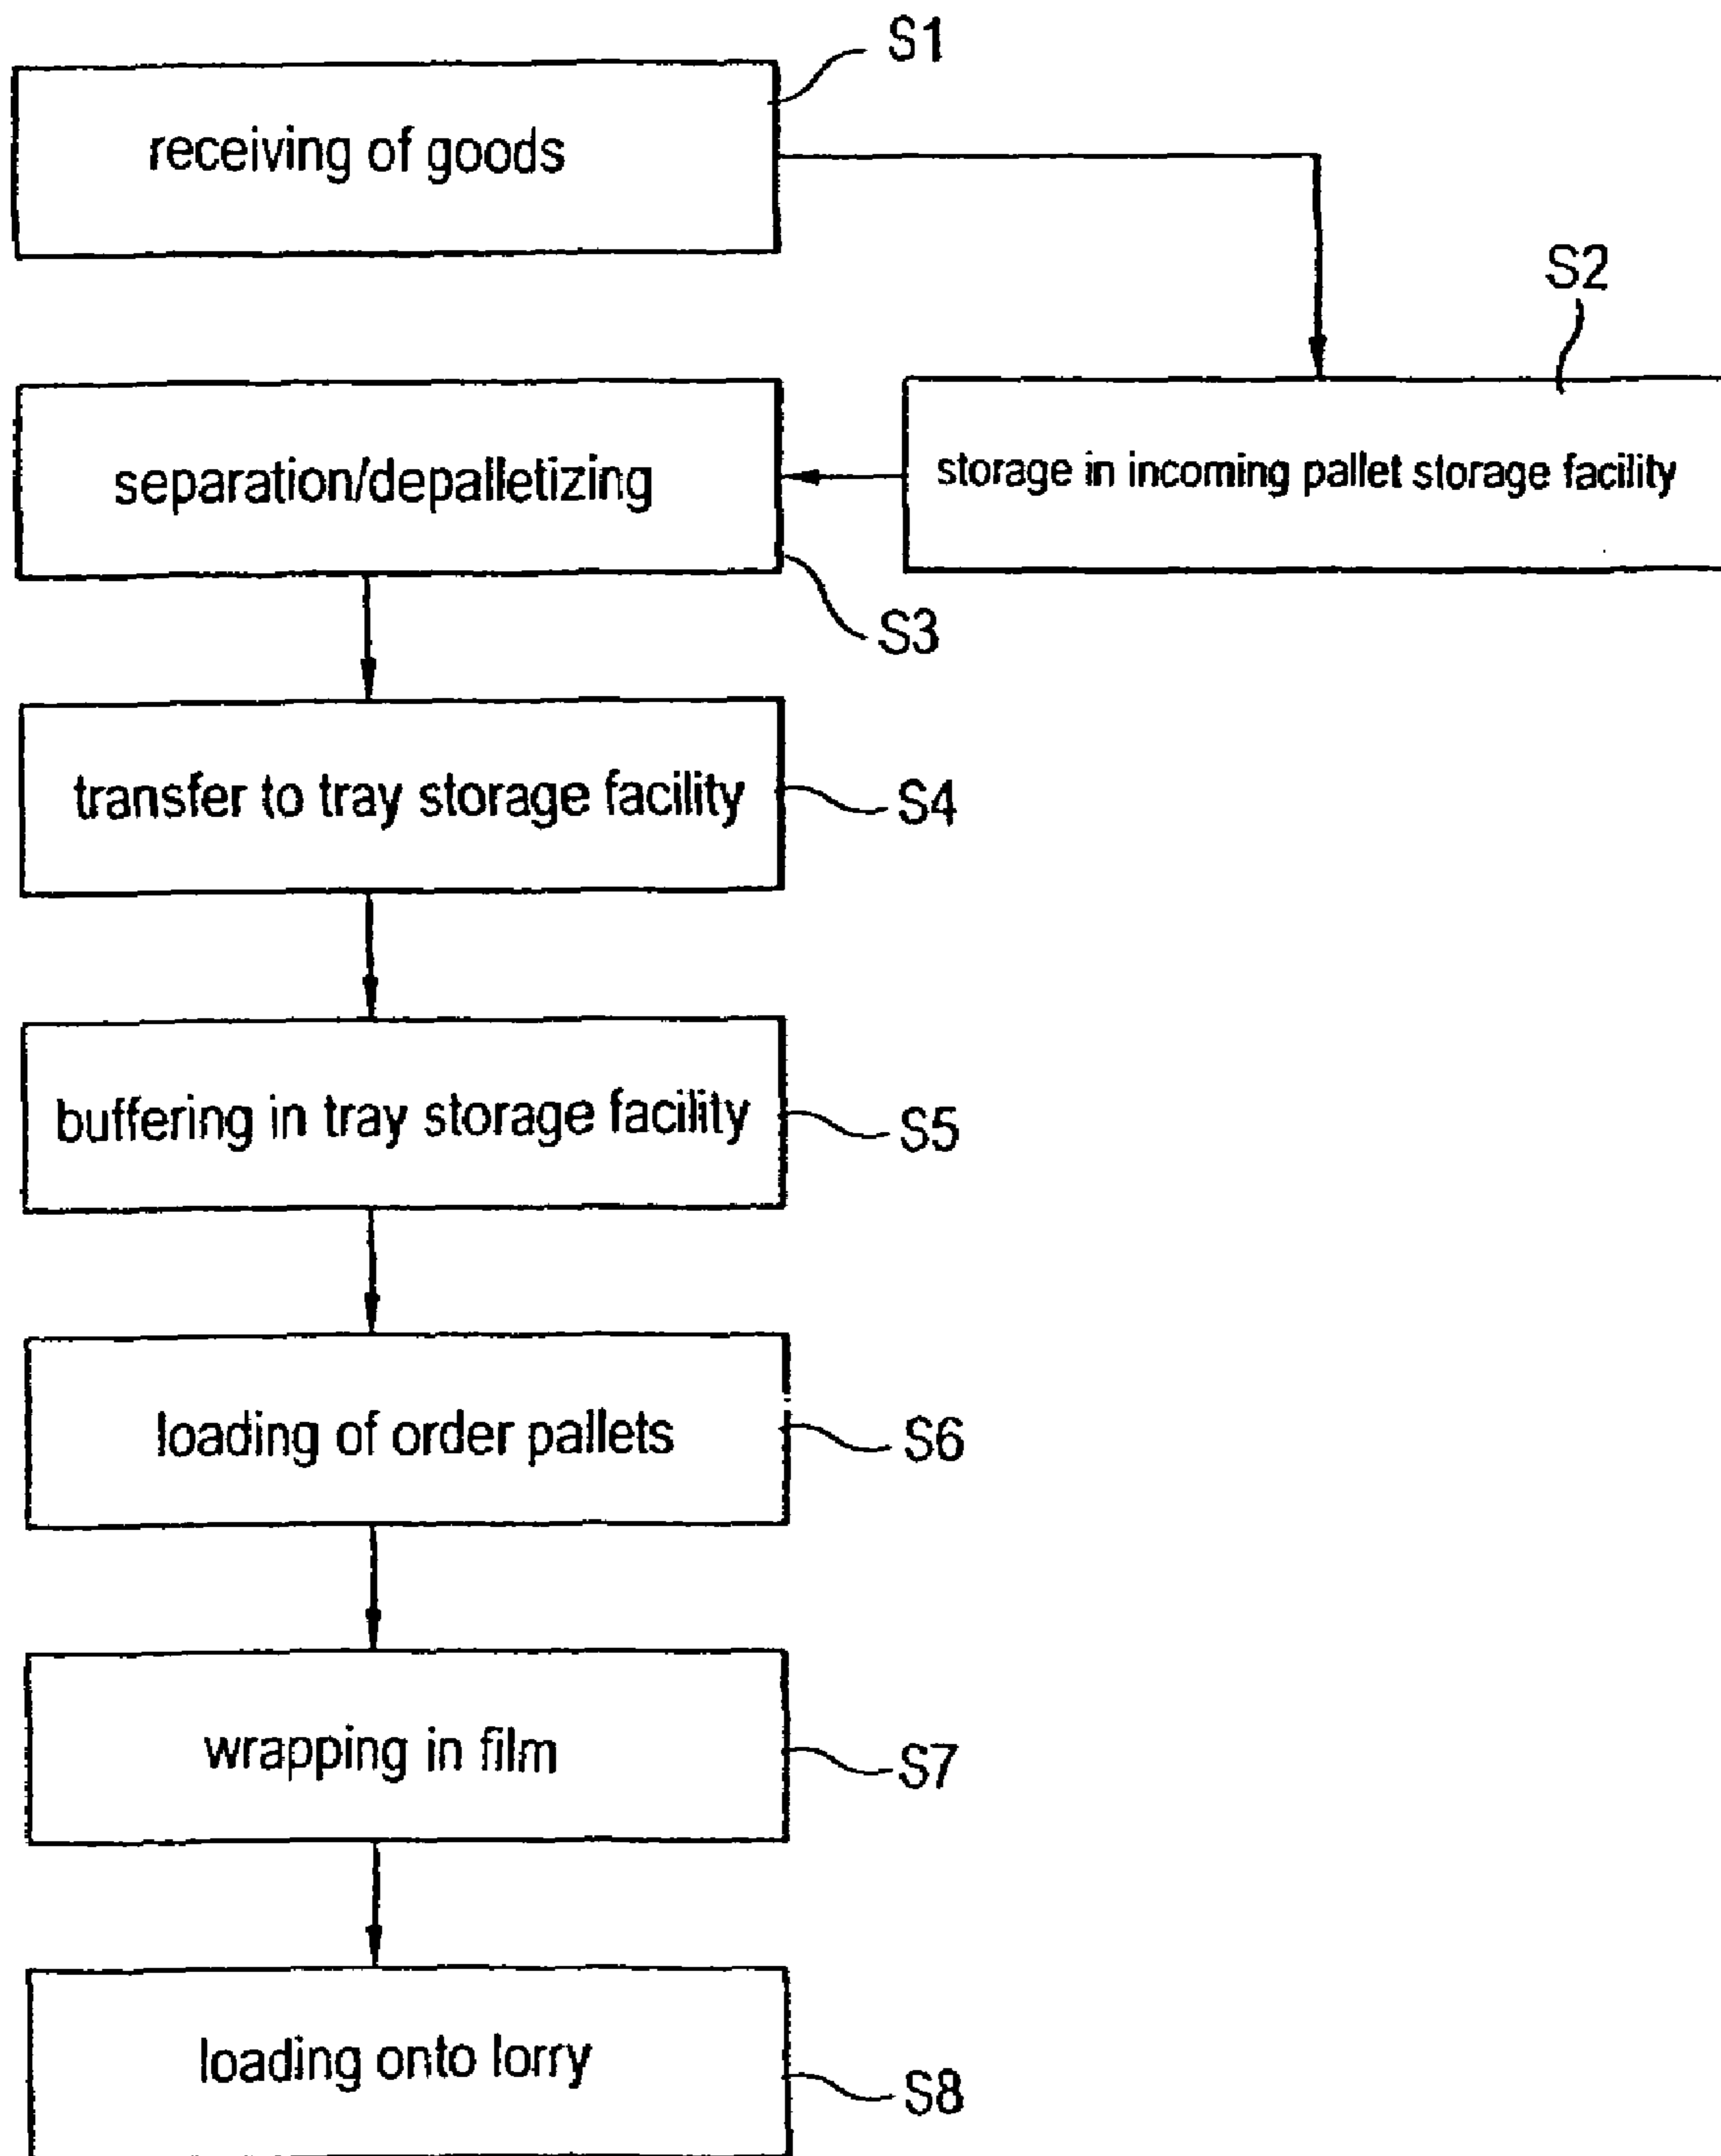 S1
receiving of goods
S2
storage in incoming pallet storage facility
separation/depalletizing
S3
transfer to tray storage facility
S4
buffering in tray storage facility
S5
loading of order pallets
S6
wrapping in film
S7
loading onto lorry
S8